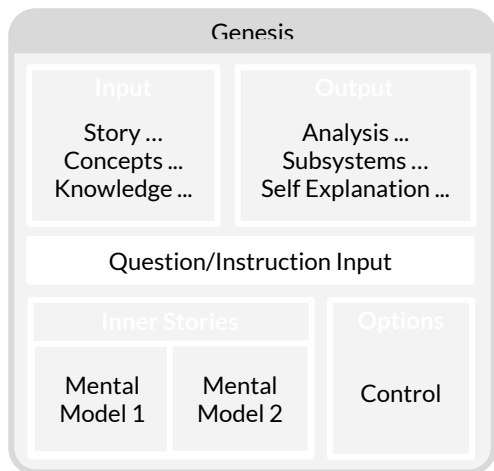 Genesis
Input
Output
Story ...
Concepts ...
Knowledge ...
Analysis ...
Subsystems ...
Self Explanation ...
Question/Instruction Input
Inner Stories
Options
Mental
Model 1
Mental
Model 2
Control